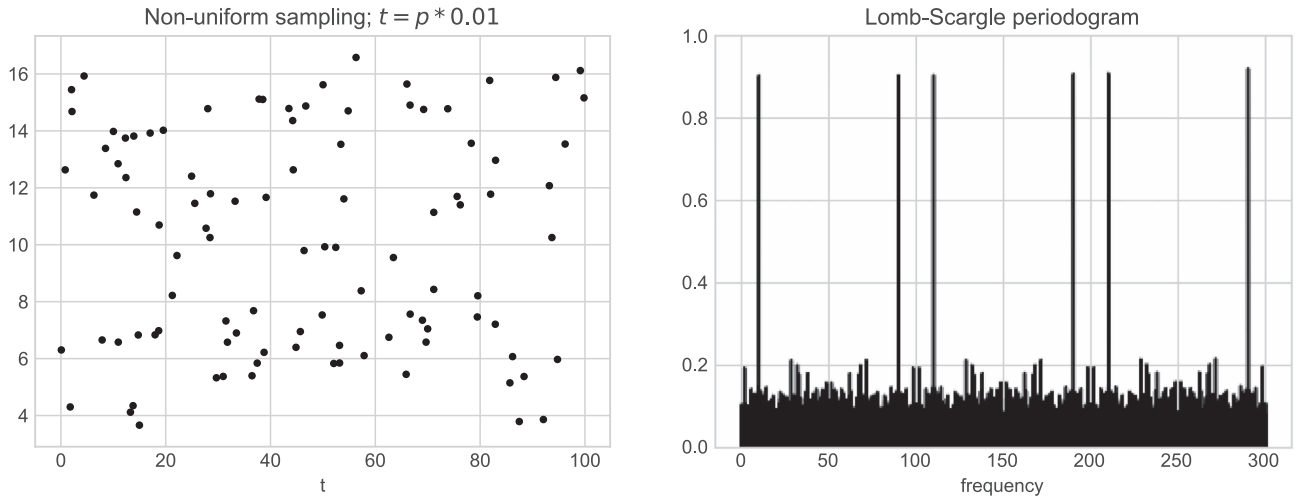 Non-uniform sampling; t = p * 0.01
16
14
12
10
8
6
4
0 20 40 60 80 100
t
Lomb-Scargle periodogram
1.0
0.8
0.6
0.4
0.2
0.0
0 50 100 150 200 250 300
frequency